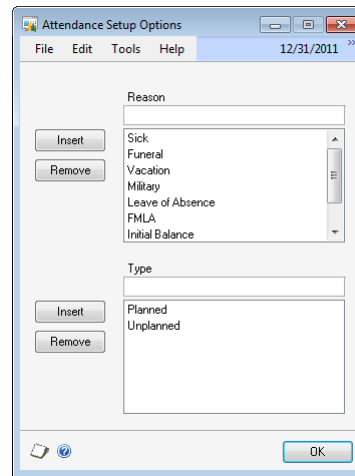 Attendance Setup Options
File Edit Tools Help 12/31/2011 »
Reason
Insert
Remove
Sick
Funeral
Vacation
Military
Leave of Absence
FMLA
Initial Balance
Type
Insert
Remove
Planned
Unplanned
OK